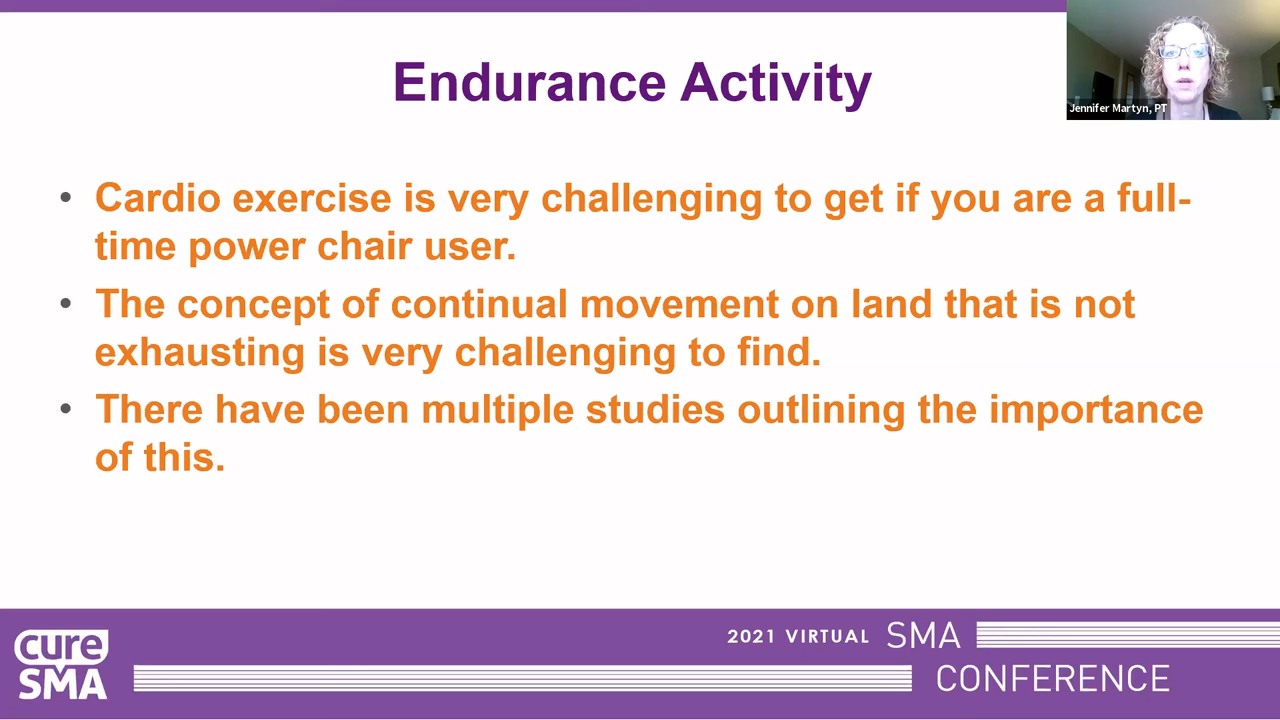 Endurance Activity
Jennifer Martyn, PT
• Cardio exercise is very challenging to get if you are a full-
time power chair user.
• The concept of continual movement on land that is not
exhausting is very challenging to find.
• There have been multiple studies outlining the importance
of this.
2021 VIRTUAL SMA
CONFERENCE
cure
SMA